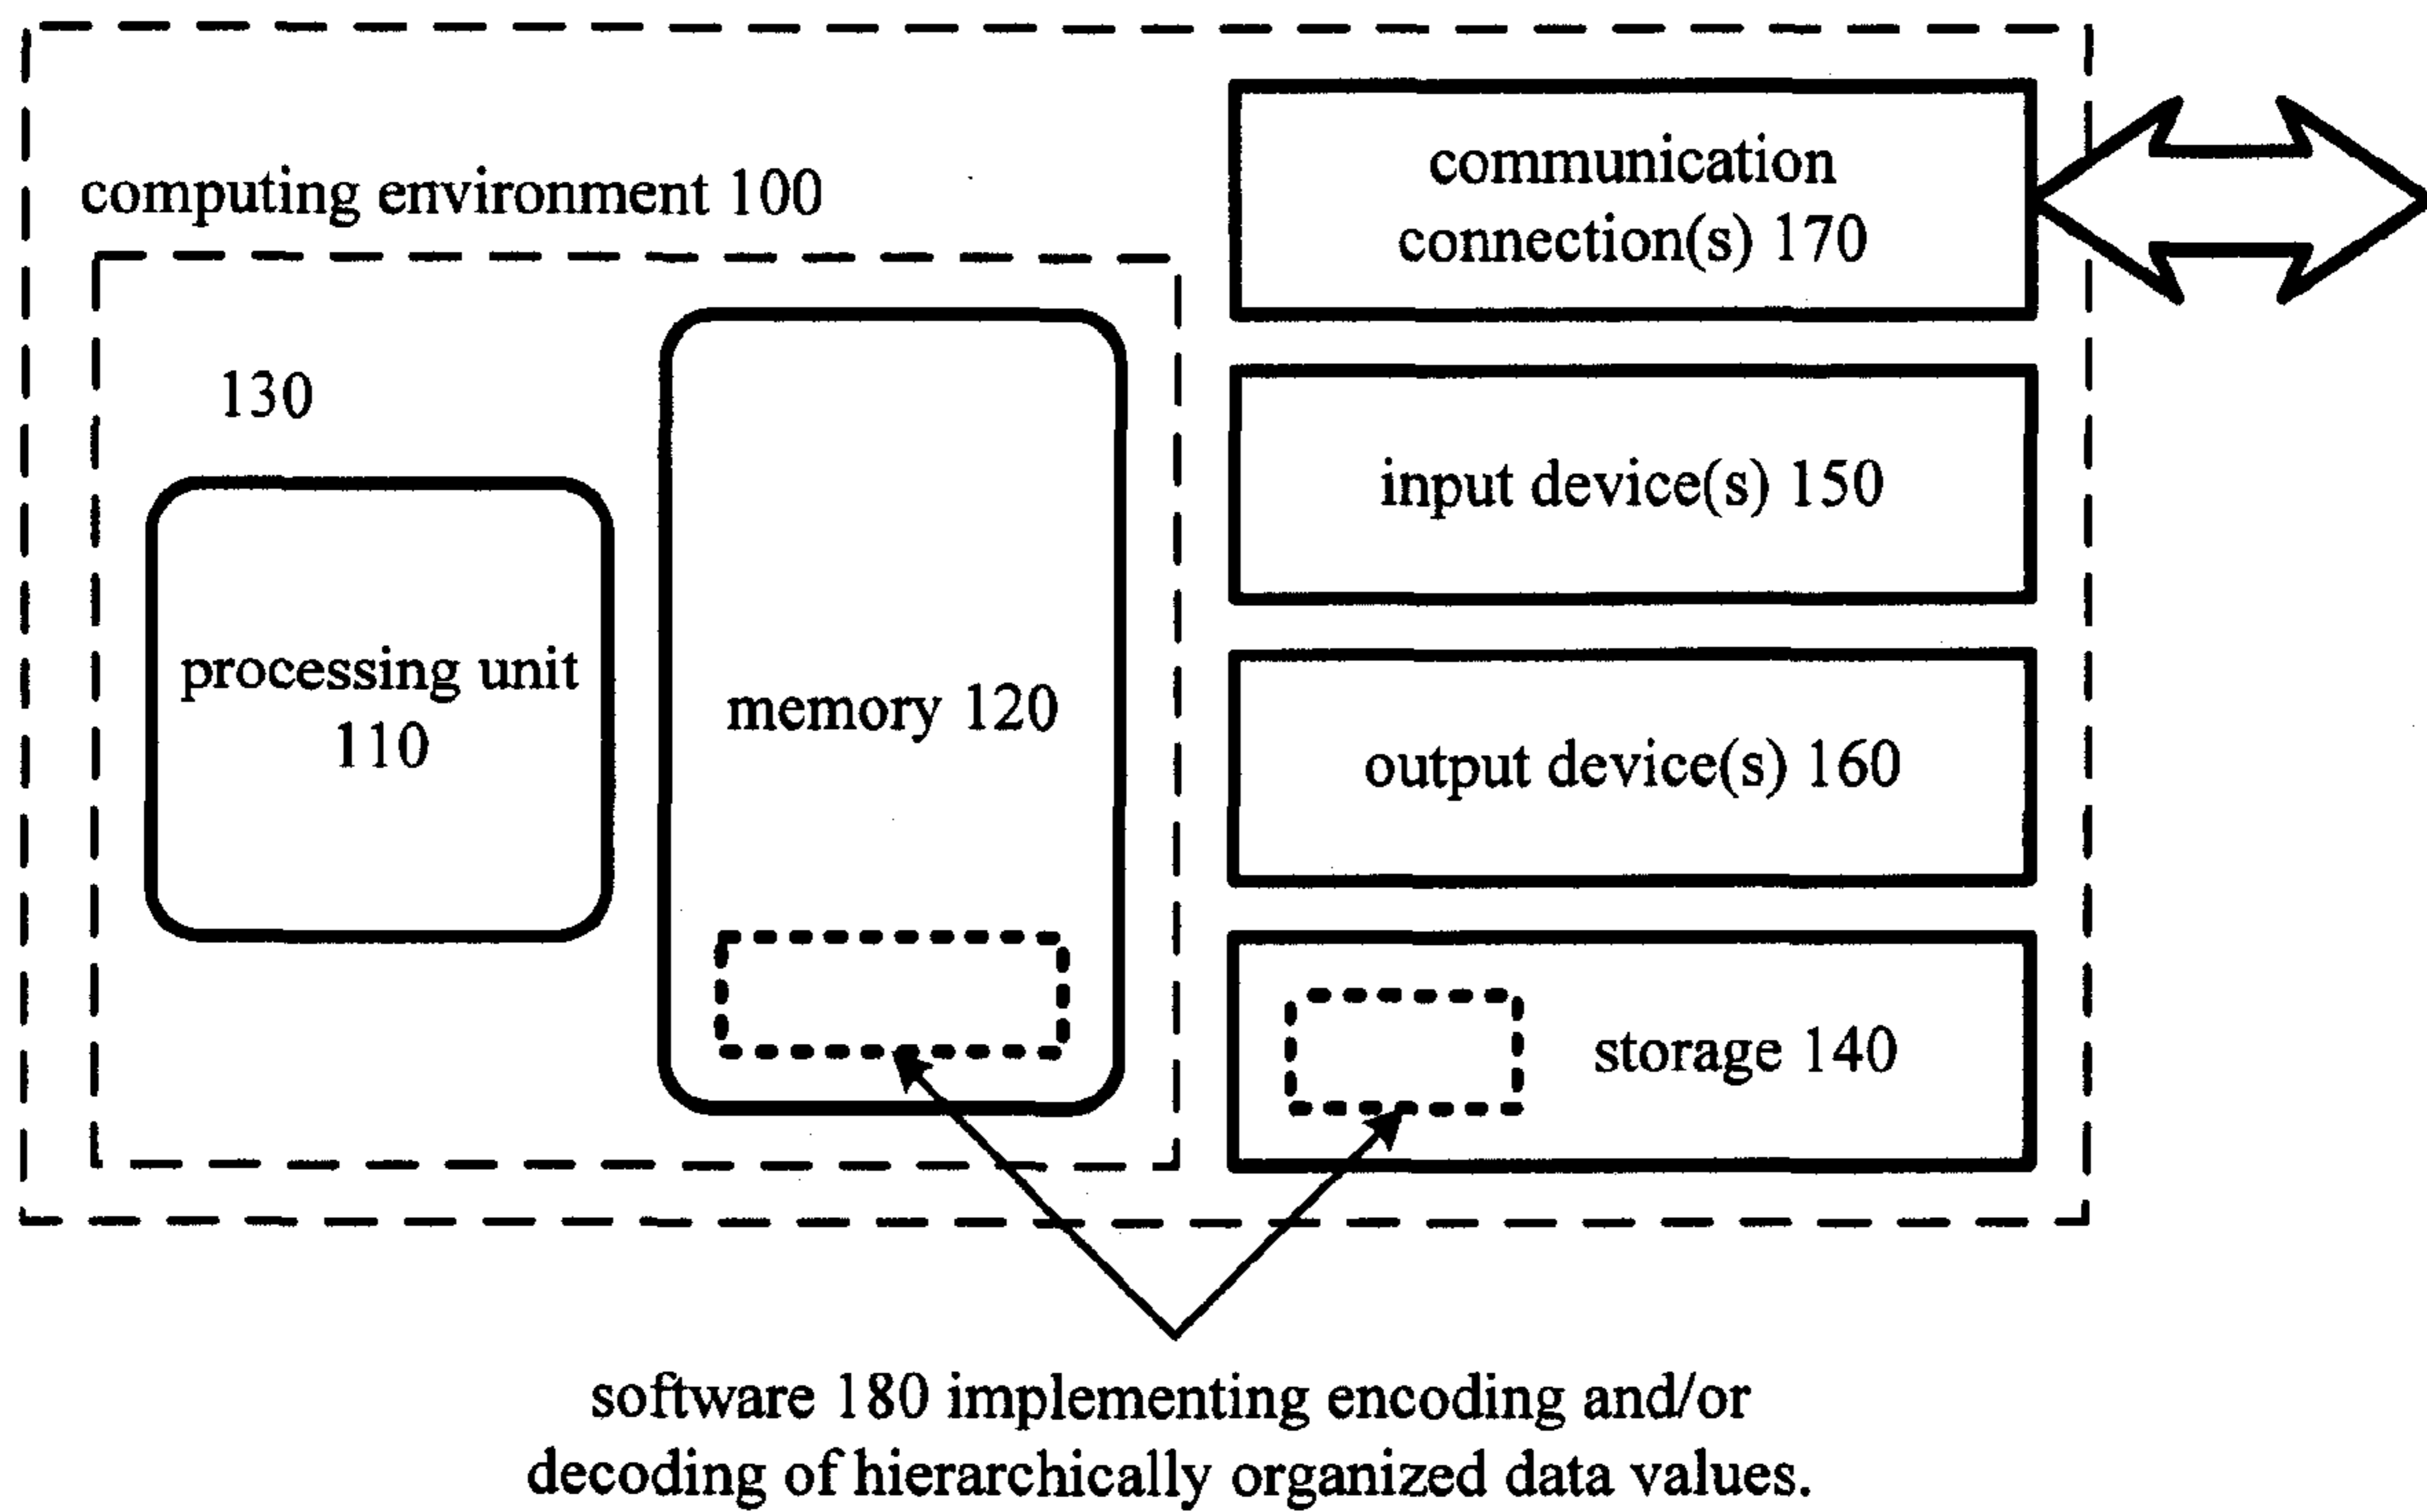 computing environment 100
130
processing unit
110
memory 120
communication
connection(s) 170
input device(s) 150
output device(s) 160
storage 140
software 180 implementing encoding and/or
decoding of hierarchically organized data values.